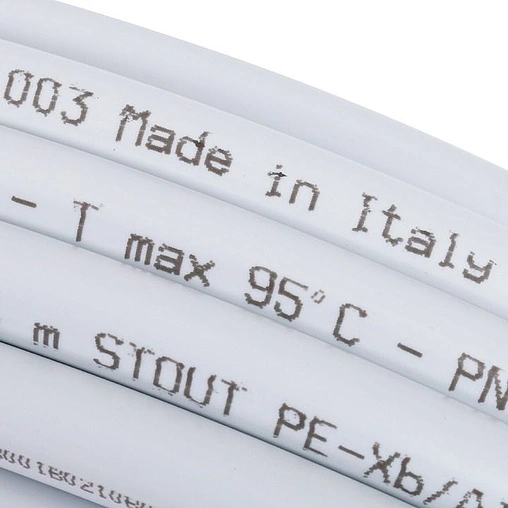 003 Made in Italy
- T max 95°C - PN
m STOUT PE-Xb/A